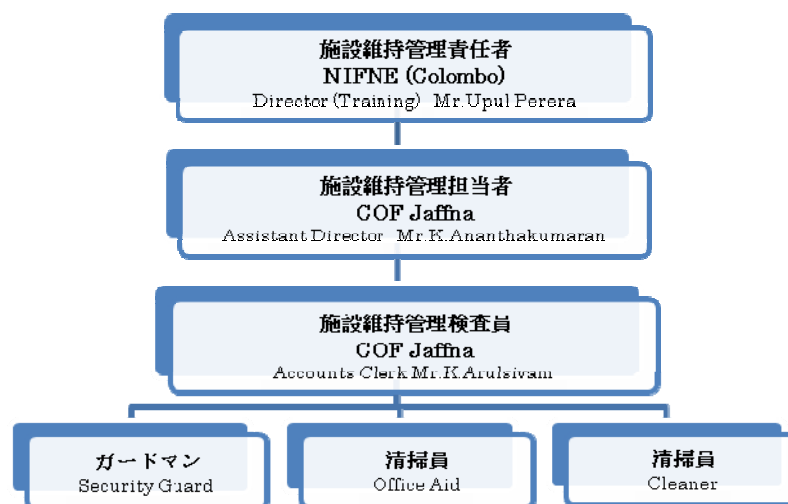 施設維持管理責任者
NIFNE (Colombo)
Director (Training) Mr.Upul Perera
施設維持管理担当者
COF Jaffna
Assistant Director Mr.K.Ananthakumaran
施設維持管理検査員
COF Jaffna
Accounts Clerk Mr.K.Arulsivam
ガードマン
Security Guard
清掃員
Office Aid
清掃員
Cleaner